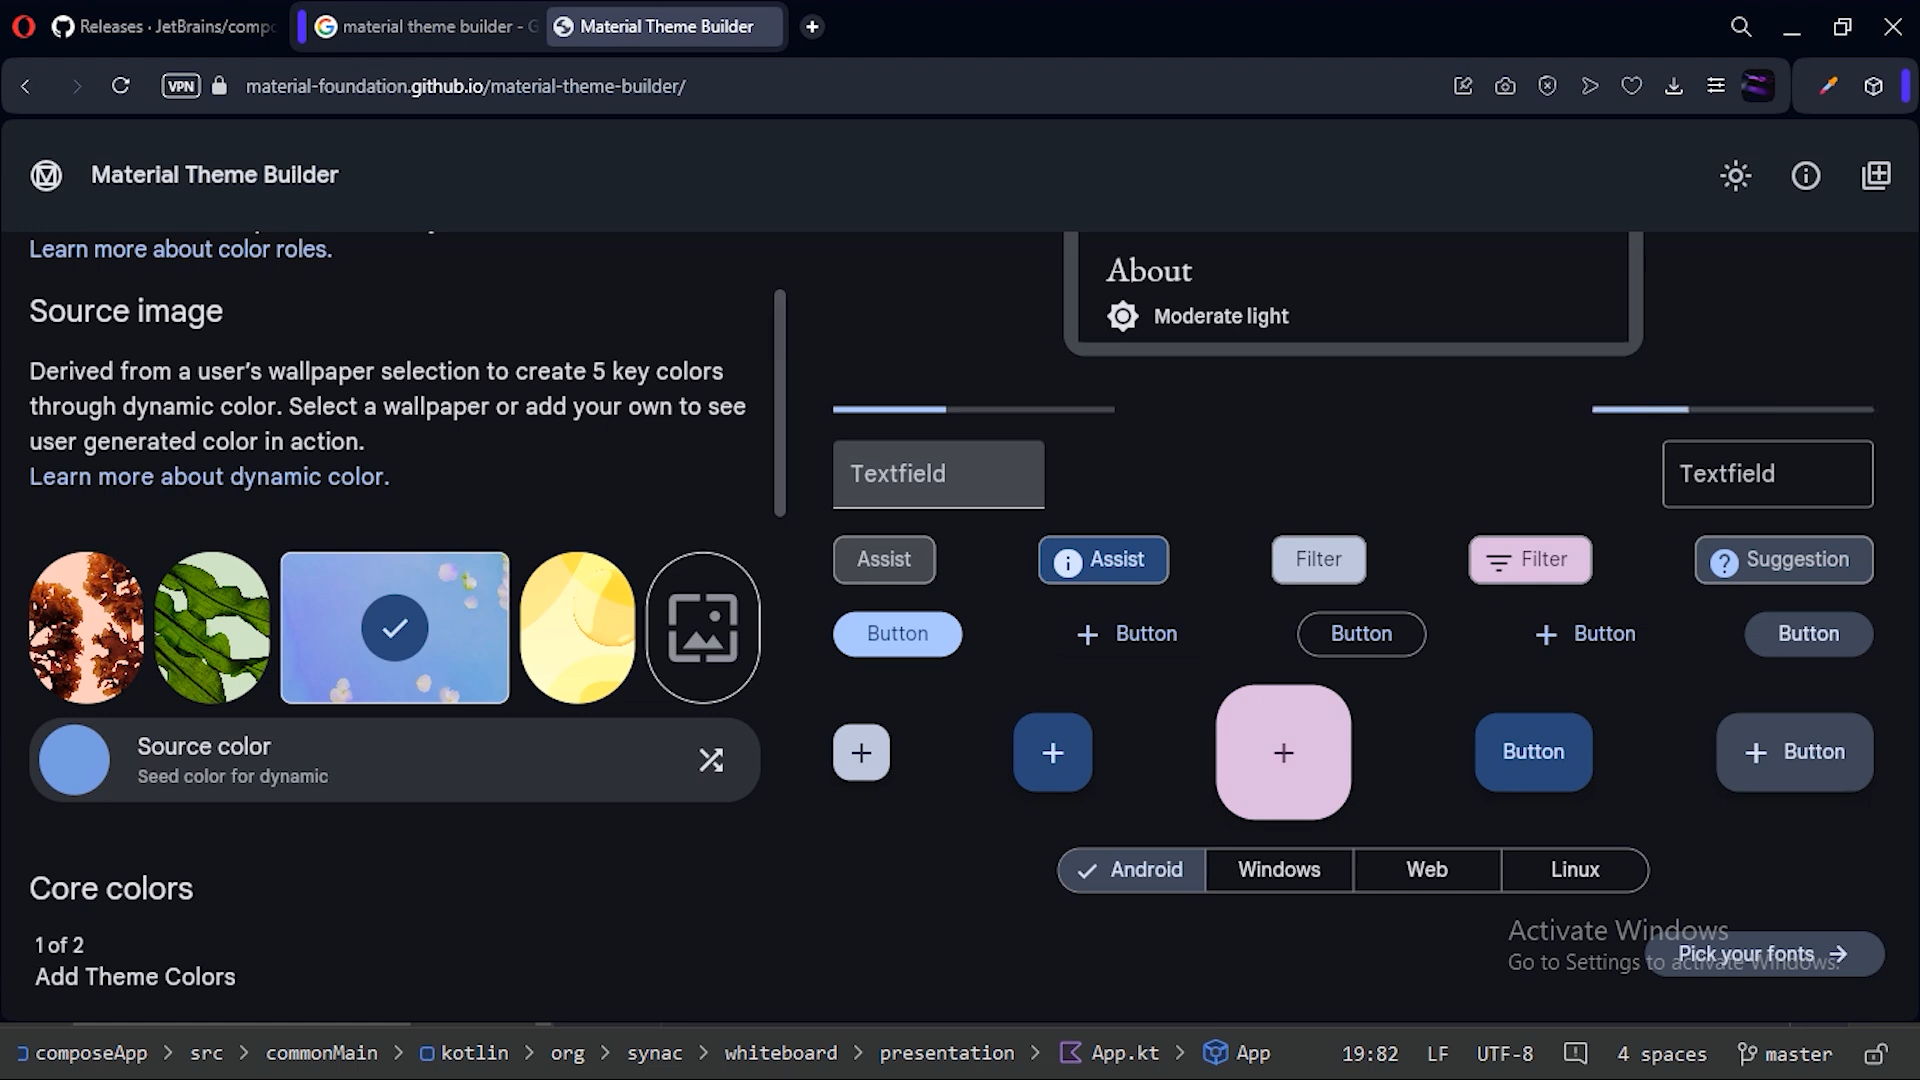 Releases · JetBrains/comp
material theme builder - G
Material Theme Builder
VPN
material-foundation.github.io/material-theme-builder/
Material Theme Builder
Learn more about color roles.
Source image
Derived from a user’s wallpaper selection to create 5 key colors
through dynamic color. Select a wallpaper or add your own to see
user generated color in action.
Learn more about dynamic color.
Source color
Seed color for dynamic
Core colors
1 of 2
Add Theme Colors
About
Moderate light
Textfield
Textfield
Assist
Assist
Filter
Filter
Suggestion
Button
Button
Button
Button
Button
Button
Button
Android
Windows
Web
Linux
Activate Windows
Go to Settings to activate Windows.
Pick your fonts
composeApp > src > commonMain > kotlin > org > synac > whiteboard > presentation > App.kt > App
19:82 LF UTF-8 4 spaces master